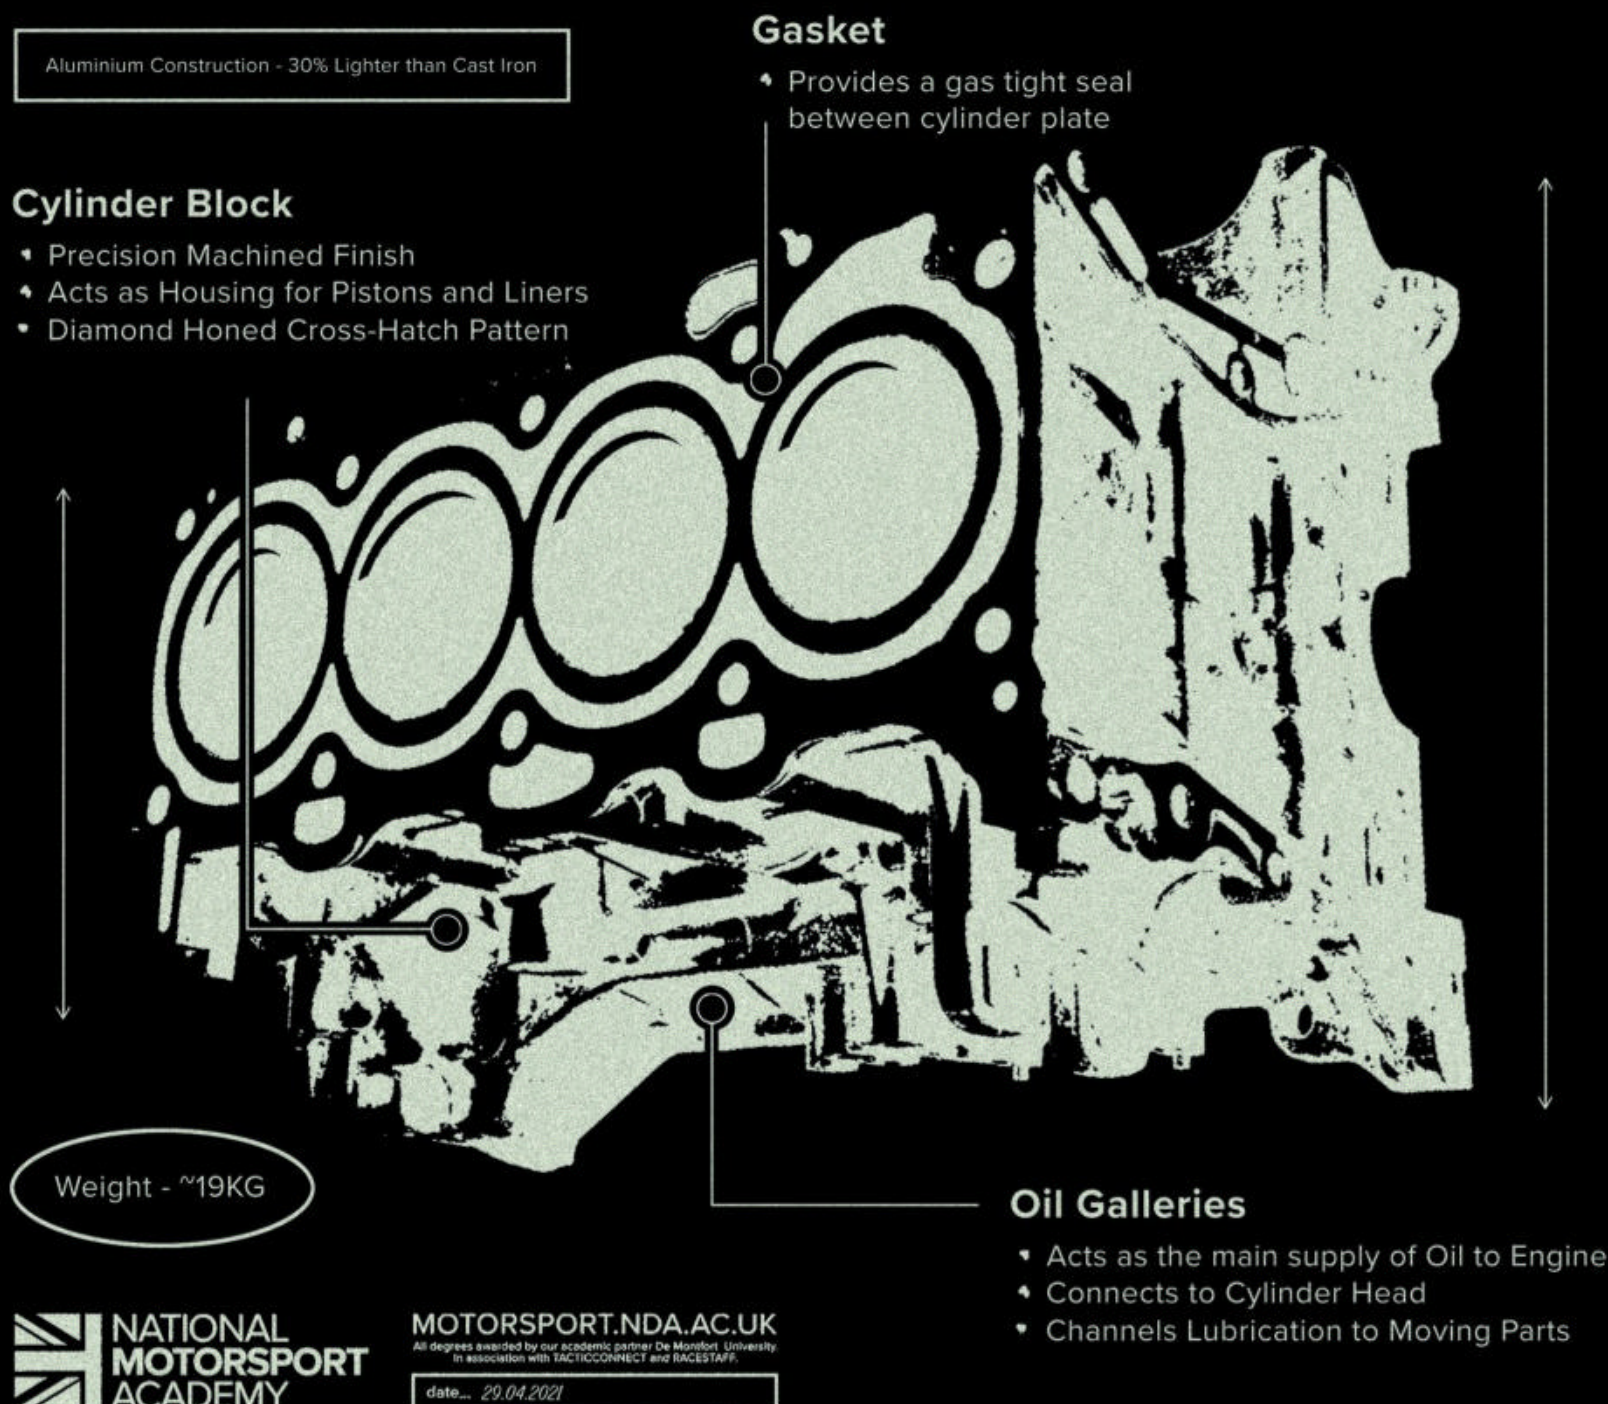 Aluminium Construction - 30% Lighter than Cast Iron
Gasket
Provides a gas tight seal
between cylinder plate
Cylinder Block
Precision Machined Finish
Acts as Housing for Pistons and Liners
Diamond Honed Cross-Hatch Pattern
Weight - ~19KG
Oil Galleries
Acts as the main supply of Oil to Engine
Connects to Cylinder Head
Channels Lubrication to Moving Parts
NATIONAL
MOTORSPORT
ACADEMY
MOTORSPORT.NDA.AC.UK
All degrees awarded by our academic partner De Montfort University.
In association with TACTICCONNECT and RACESTAFF.
date... 29.04.2021